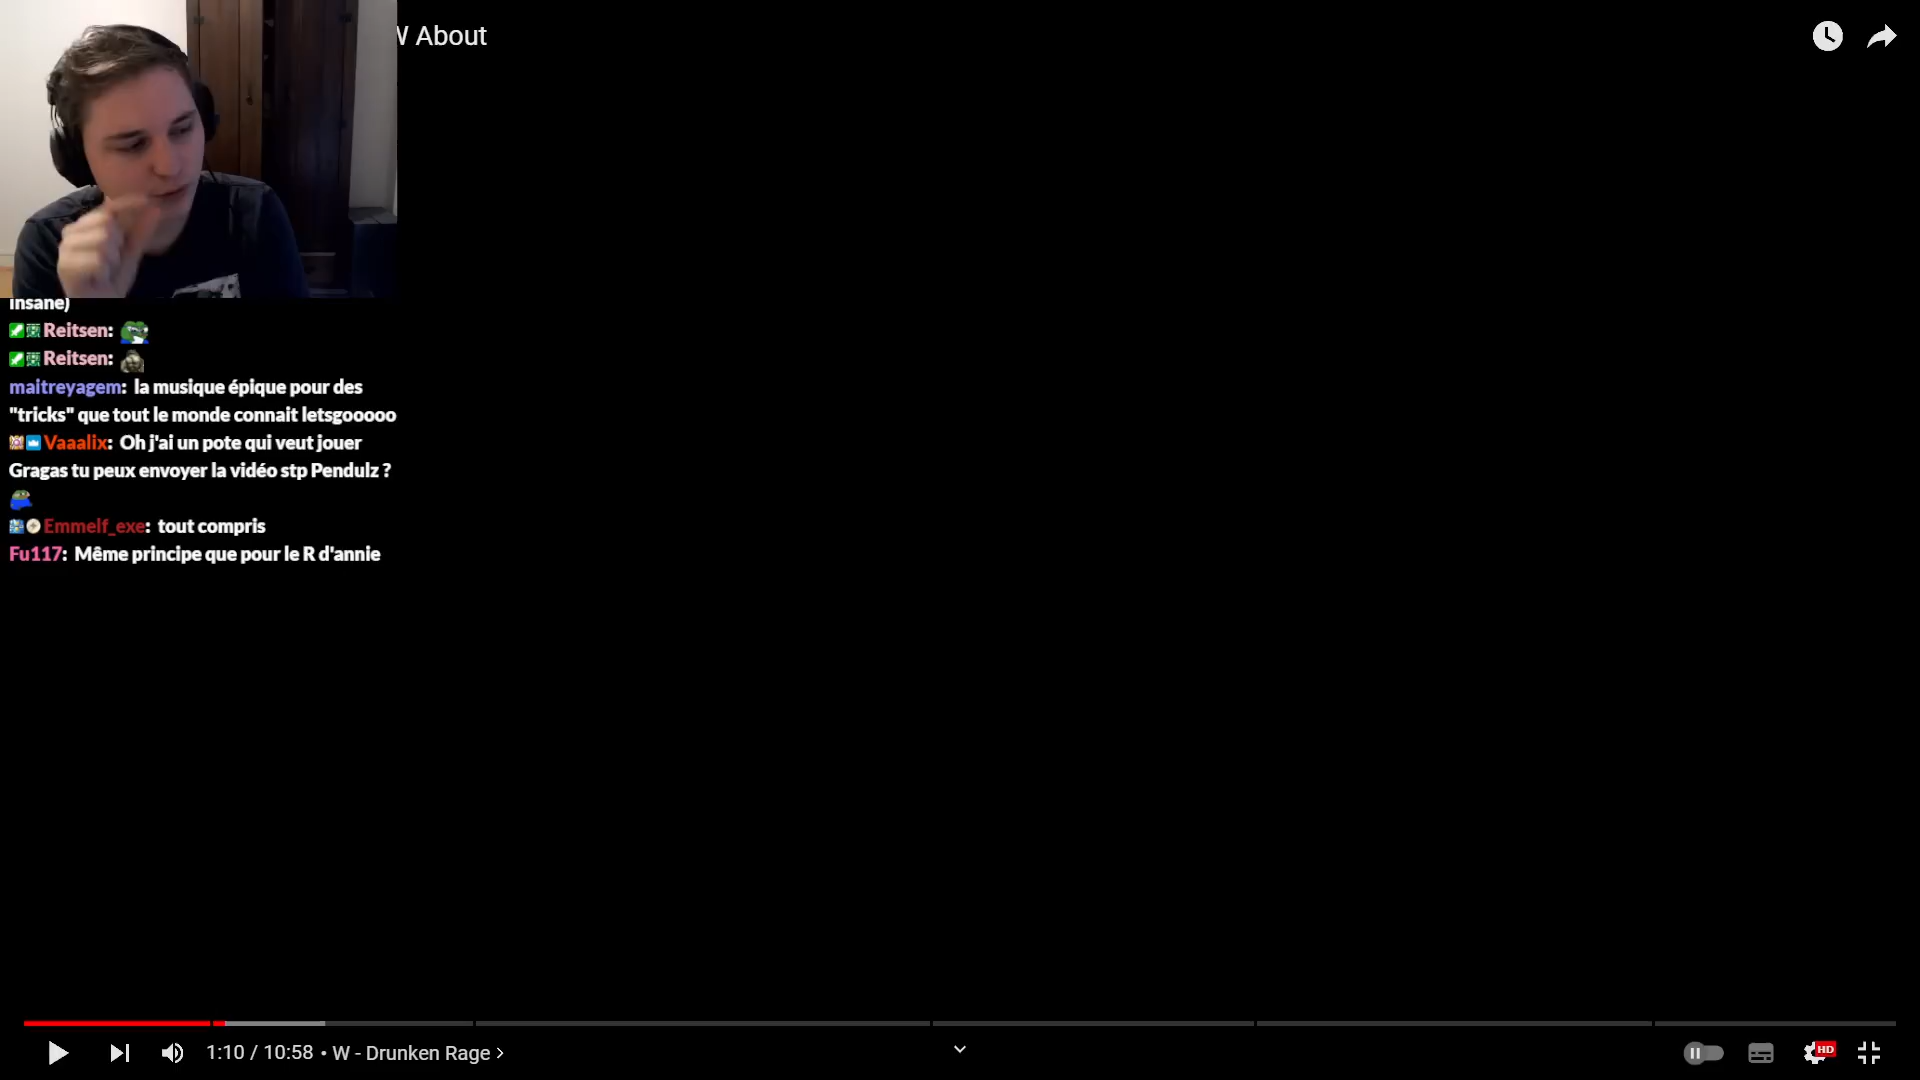 W About
insane)
Reitsen:
Reitsen:
maitreyagem: la musique épique pour des
"tricks" que tout le monde connait letsgooooo
Vaaalix: Oh j'ai un pote qui veut jouer
Gragas tu peux envoyer la vidéo stp Pendulz ?
Emmelf_exe: tout compris
Fu117: Même principe que pour le R d'annie
1:10 / 10:58 • W - Drunken Rage
HD